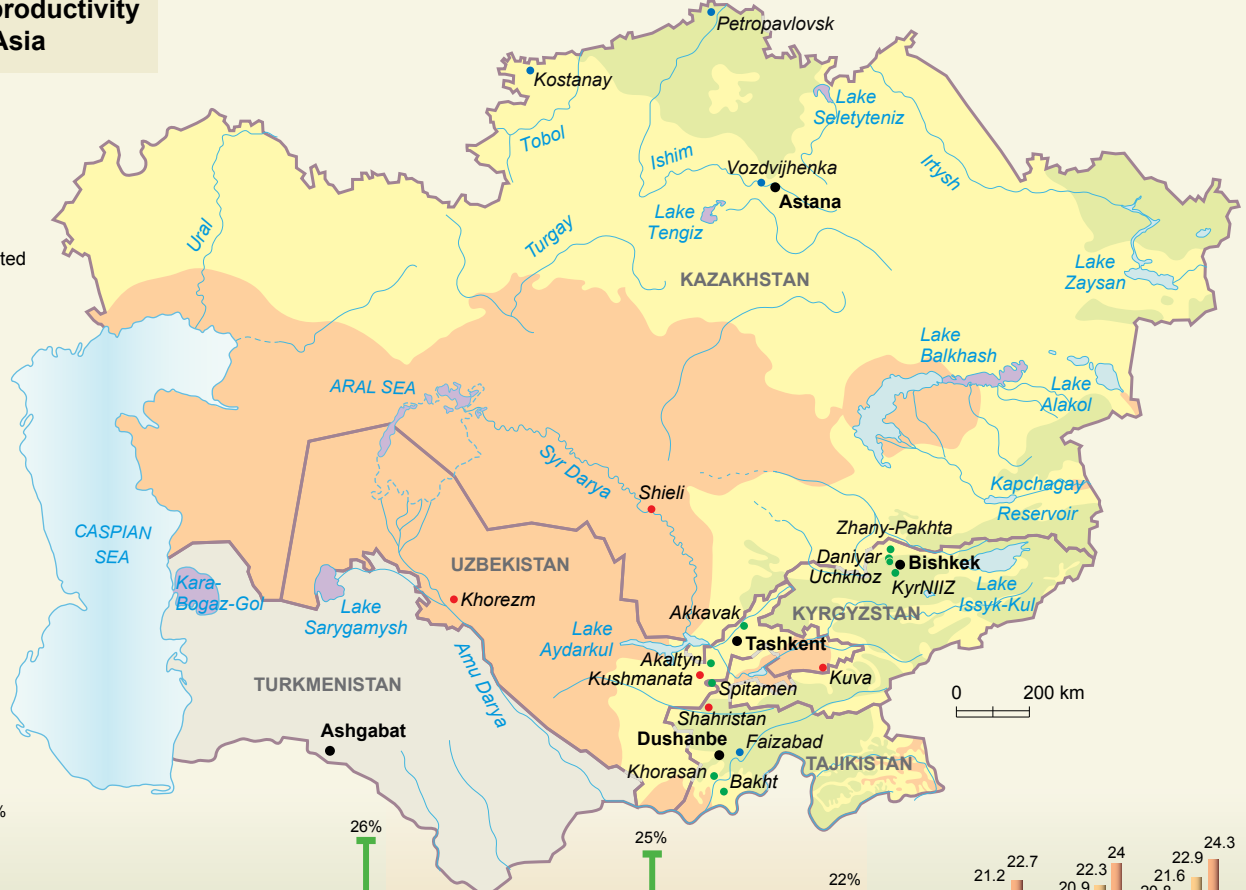 productivity
Asia
Petropavlovsk
Kostanay
Lake
Seletyteniz
Tobol
Ishim
Vozdvijhenka
Irtysh
Astana
Lake
Tengiz
Ural
Turgay
ted
KAZAKHSTAN
Lake
Zaysan
Lake
Balkhash
ARAL SEA
Lake
Alakol
Syr Darya
Shieli
Kapchagay
Reservoir
CASPIAN
SEA
Zhany-Pakhta
Daniyar
Bishkek
UZBEKISTAN
Uchkhoz
KyrNIIZ
Kara-
Bogaz-Gol
Khorezm
Lake
Issyk-Kul
Lake
Sarygamysh
Akkavak
KYRGYZSTAN
Lake
Aydarkul
Tashkent
Akaltyn
Kushmanata
Kuva
Amu Darya
TURKMENISTAN
Spitamen
0
200 km
Shahristan
Ashgabat
Dushanbe
Faizabad
TAJIKISTAN
Khorasan
Bakht
%
26%
25%
22%
21.2
22.7
20.9
22.3
24
20.8
21.6
22.9
24.3